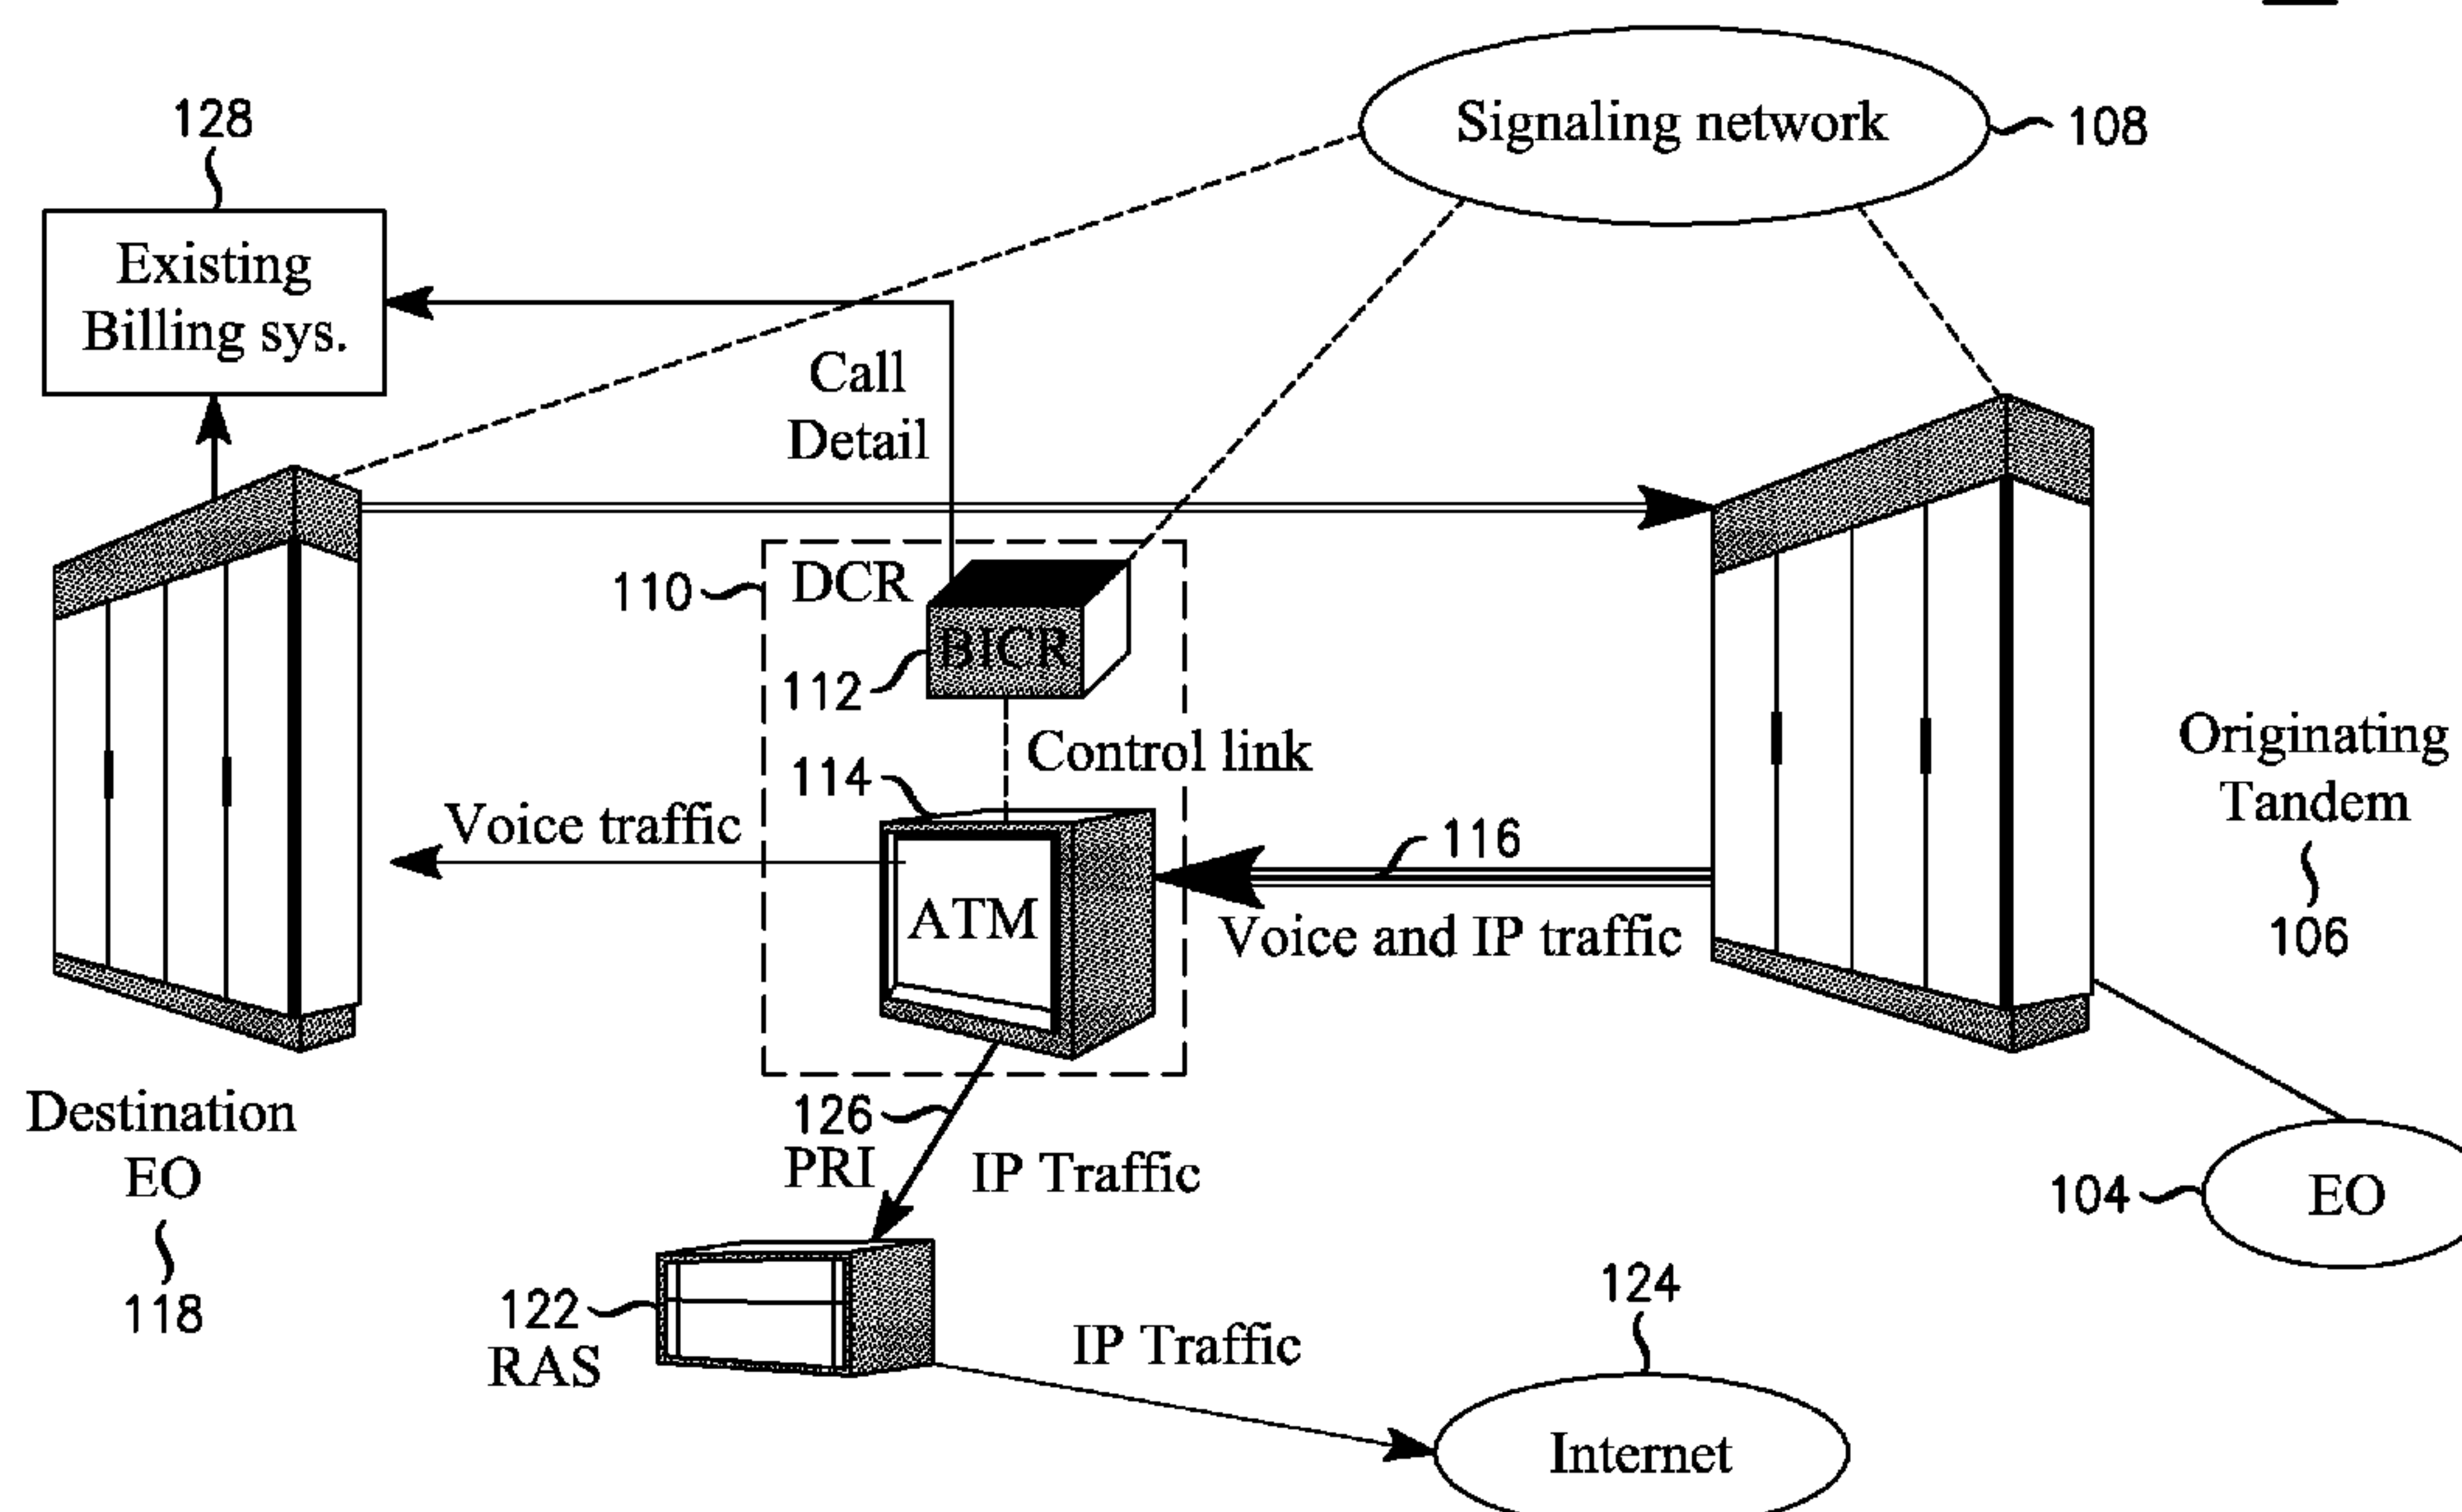 Signaling network
108
128
Existing
Billing sys.
Call
Detail
110
DCR
BICR
112
Control link
114
Originating
Tandem
106
Voice traffic
116
ATM
Voice and IP traffic
Destination
EO
118
126
PRI
IP Traffic
104
EO
122
RAS
IP Traffic
124
Internet